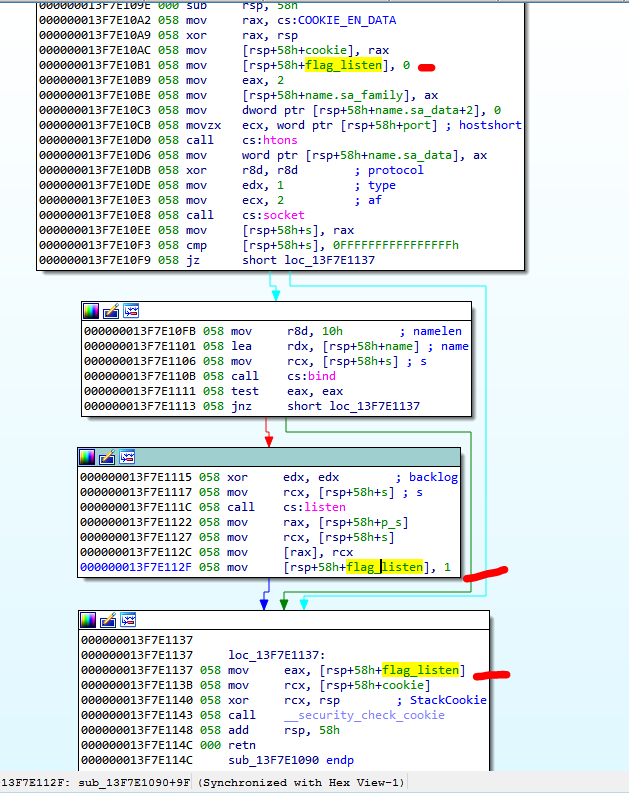 000000013F7E109E 000 sub rsp, 58h
000000013F7E10A2 058 mov rax, cs:COOKIE_EN_DATA
000000013F7E10A9 058 xor rax, rsp
000000013F7E10AC 058 mov [rsp+58h+cookie], rax
000000013F7E10B1 058 mov [rsp+58h+flag_listen], 0
000000013F7E10B9 058 mov eax, 2
000000013F7E10BE 058 mov [rsp+58h+name.sa_family], ax
000000013F7E10C3 058 mov dword ptr [rsp+58h+name.sa_data+2], 0
000000013F7E10CB 058 movzx ecx, word ptr [rsp+58h+port] ; hostshort
000000013F7E10D0 058 call cs:htons
000000013F7E10D6 058 mov word ptr [rsp+58h+name.sa_data], ax
000000013F7E10DB 058 xor r8d, r8d ; protocol
000000013F7E10DE 058 mov edx, 1 ; type
000000013F7E10E3 058 mov ecx, 2 ; af
000000013F7E10E8 058 call cs:socket
000000013F7E10EE 058 mov [rsp+58h+s], rax
000000013F7E10F3 058 cmp [rsp+58h+s], 0FFFFFFFFFFFFFFFFh
000000013F7E10F9 058 jz short loc_13F7E1137
000000013F7E10FB 058 mov r8d, 10h ; namelen
000000013F7E1101 058 lea rdx, [rsp+58h+name] ; name
000000013F7E1106 058 mov rcx, [rsp+58h+s] ; s
000000013F7E110B 058 call cs:bind
000000013F7E1111 058 test eax, eax
000000013F7E1113 058 jnz short loc_13F7E1137
000000013F7E1115 058 xor edx, edx ; backlog
000000013F7E1117 058 mov rcx, [rsp+58h+s] ; s
000000013F7E111C 058 call cs:listen
000000013F7E1122 058 mov rax, [rsp+58h+p_s]
000000013F7E1127 058 mov rcx, [rsp+58h+s]
000000013F7E112C 058 mov [rax], rcx
000000013F7E112F 058 mov [rsp+58h+flag_listen], 1
000000013F7E1137
000000013F7E1137 loc_13F7E1137:
000000013F7E1137 058 mov eax, [rsp+58h+flag_listen]
000000013F7E113B 058 mov rcx, [rsp+58h+cookie]
000000013F7E1140 058 xor rcx, rsp ; StackCookie
000000013F7E1143 058 call __security_check_cookie
000000013F7E1148 058 add rsp, 58h
000000013F7E114C 000 retn
000000013F7E114C sub_13F7E1090 endp
13F7E112F: sub_13F7E1090+9F (Synchronized with Hex View-1)